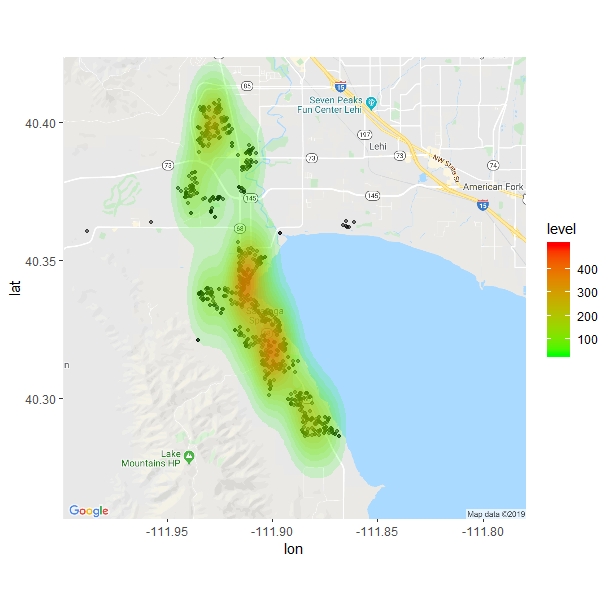 85
15
Seven Peaks
Fun Center Lehi
197
Lehi
73
73
73
NW State St
74
145
145
American Fork
15
68
Lake
Mountains HP
n
Google
Map data ©2019
40.40
40.35
40.30
lat
-111.95
-111.90
-111.85
-111.80
lon
level
400
300
200
100